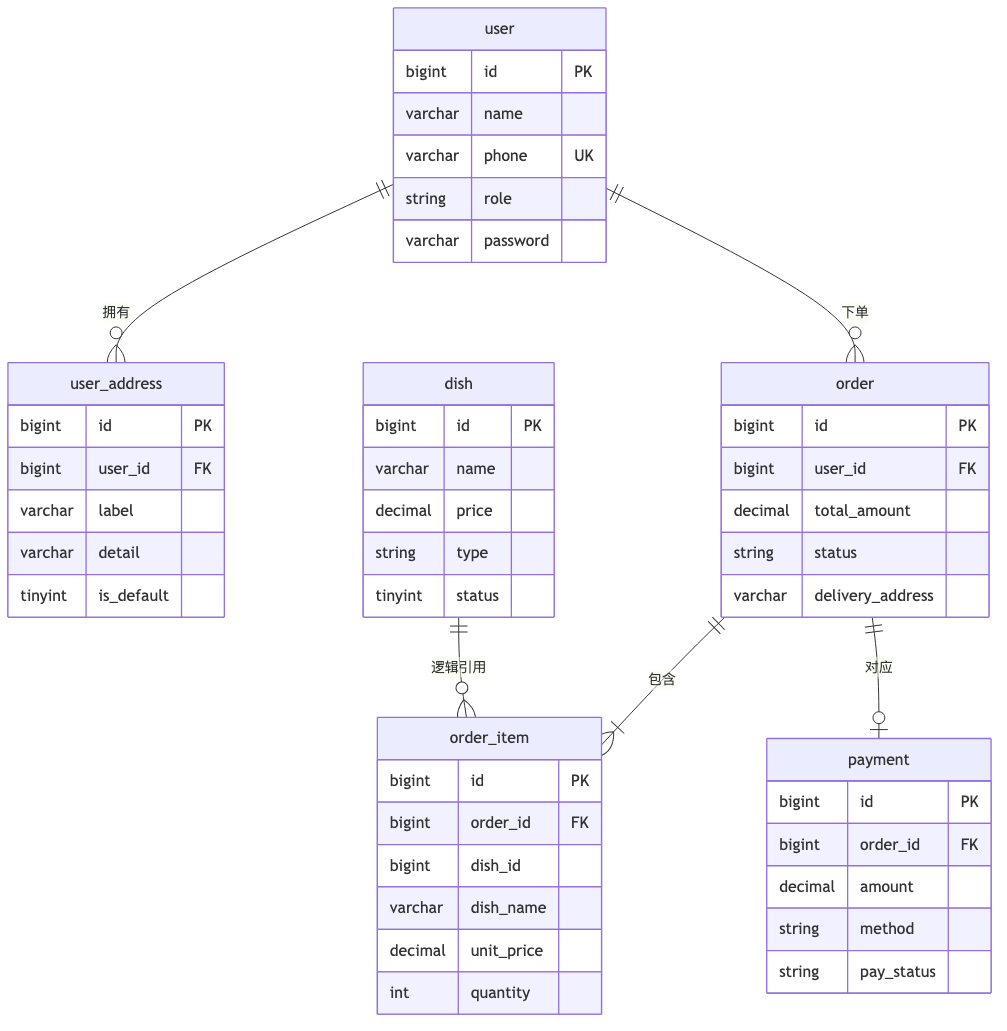 user
bigint id PK
varchar name
varchar phone UK
string role
varchar password
拥有
下单
user_address
bigint id PK
bigint user_id FK
varchar label
varchar detail
tinyint is_default
dish
bigint id PK
varchar name
decimal price
string type
tinyint status
order
bigint id PK
bigint user_id FK
decimal total_amount
string status
varchar delivery_address
逻辑引用
包含
对应
order_item
bigint id PK
bigint order_id FK
bigint dish_id
varchar dish_name
decimal unit_price
int quantity
payment
bigint id PK
bigint order_id FK
decimal amount
string method
string pay_status